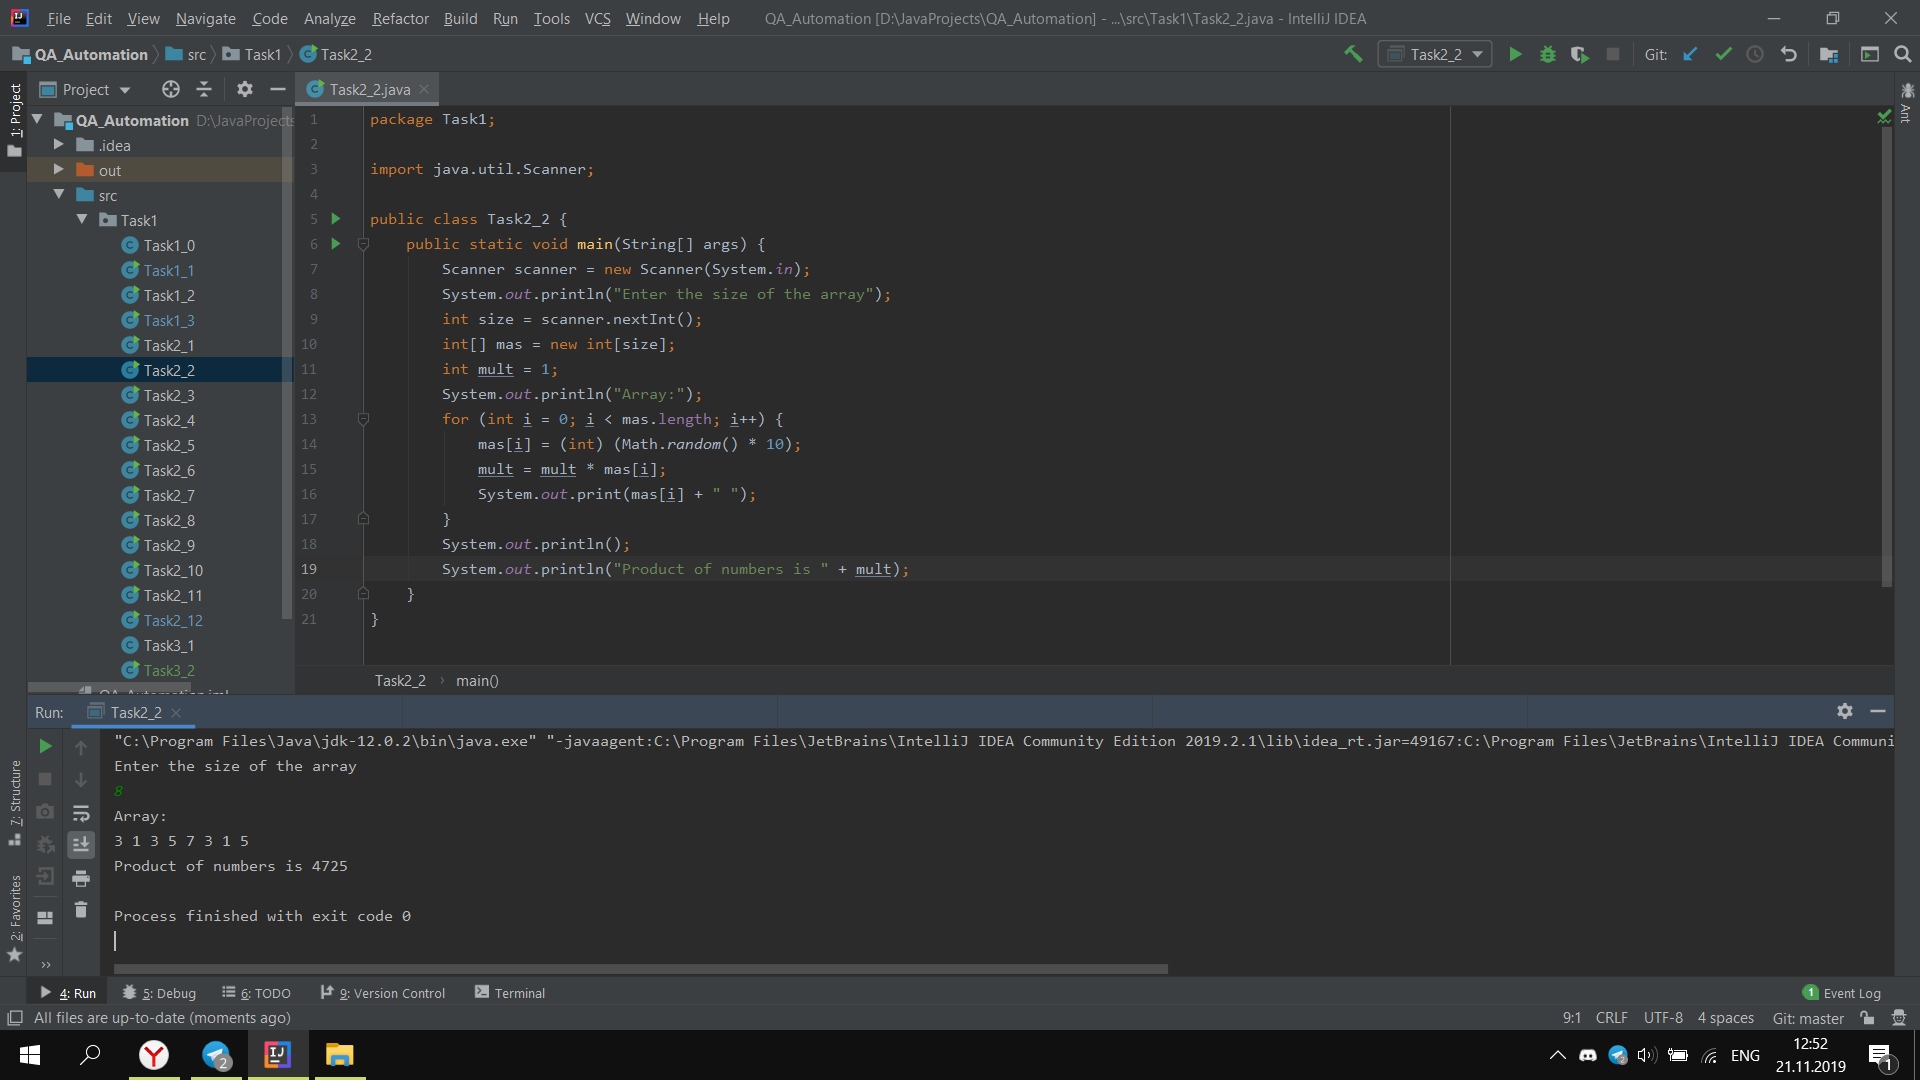 File Edit View Navigate Code Analyze Refactor Build Run Tools VCS Window Help QA_Automation [D:\JavaProjects\QA_Automation] - ...\src\Task1\Task2_2.java - IntelliJ IDEA
QA_Automation src Task1 Task2_2 Task2_2 Git:
1: Project
Project
Task2_2.java
Ant
QA_Automation D:\JavaProjects
.idea
out
src
Task1
Task1_0
Task1_1
Task1_2
Task1_3
Task2_1
Task2_2
Task2_3
Task2_4
Task2_5
Task2_6
Task2_7
Task2_8
Task2_9
Task2_10
Task2_11
Task2_12
Task3_1
Task3_2
QA_Automation.iml
1 package Task1;
2
3 import java.util.Scanner;
4
5 public class Task2_2 {
6 public static void main(String[] args) {
7 Scanner scanner = new Scanner(System.in);
8 System.out.println("Enter the size of the array");
9 int size = scanner.nextInt();
10 int[] mas = new int[size];
11 int mult = 1;
12 System.out.println("Array:");
13 for (int i = 0; i < mas.length; i++) {
14 mas[i] = (int) (Math.random() * 10);
15 mult = mult * mas[i];
16 System.out.print(mas[i] + " ");
17 }
18 System.out.println();
19 System.out.println("Product of numbers is " + mult);
20 }
21 }
Task2_2 › main()
Run: Task2_2
"C:\Program Files\Java\jdk-12.0.2\bin\java.exe" "-javaagent:C:\Program Files\JetBrains\IntelliJ IDEA Community Edition 2019.2.1\lib\idea_rt.jar=49167:C:\Program Files\JetBrains\IntelliJ IDEA Communi
Enter the size of the array
8
Array:
3 1 3 5 7 3 1 5
Product of numbers is 4725
Process finished with exit code 0
7: Structure
2: Favorites
4: Run 5: Debug 6: TODO 9: Version Control Terminal 1 Event Log
All files are up-to-date (moments ago) 9:1 CRLF UTF-8 4 spaces Git: master
2 ENG 12:52
21.11.2019 1